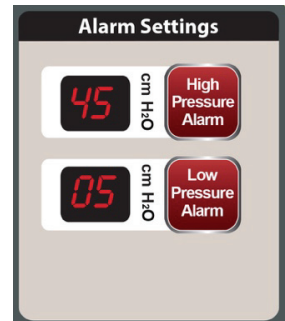 Alarm Settings
45
cm H₂O
High
Pressure
Alarm
05
cm H₂O
Low
Pressure
Alarm